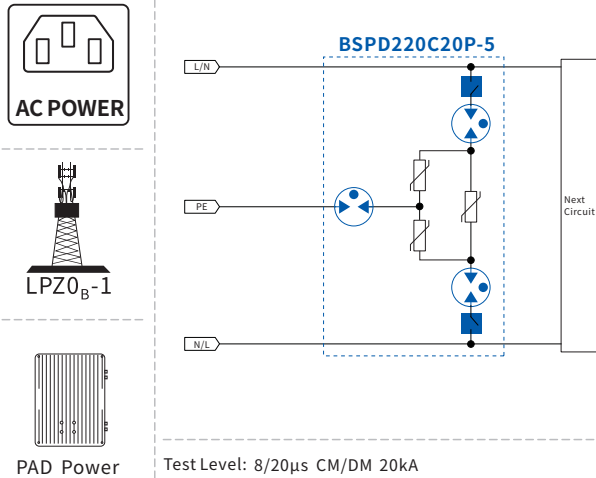 AC POWER
LPZ0B-1
PAD Power
BSPD220C20P-5
L/N
PE
N/L
Next
Circuit
Test Level: 8/20μs CM/DM 20kA